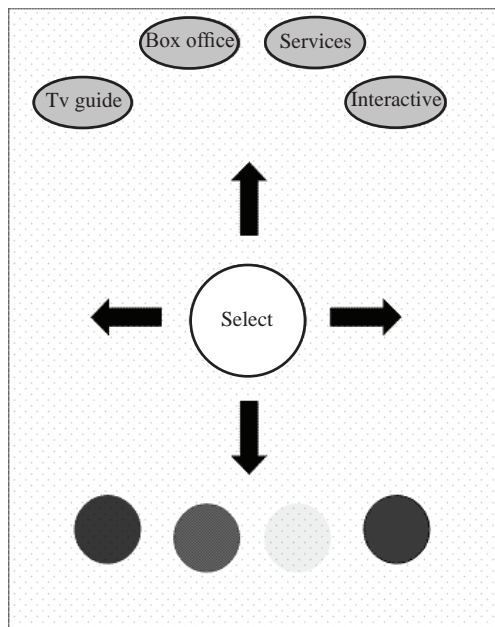 Box office
Services
Tv guide
Interactive
Select